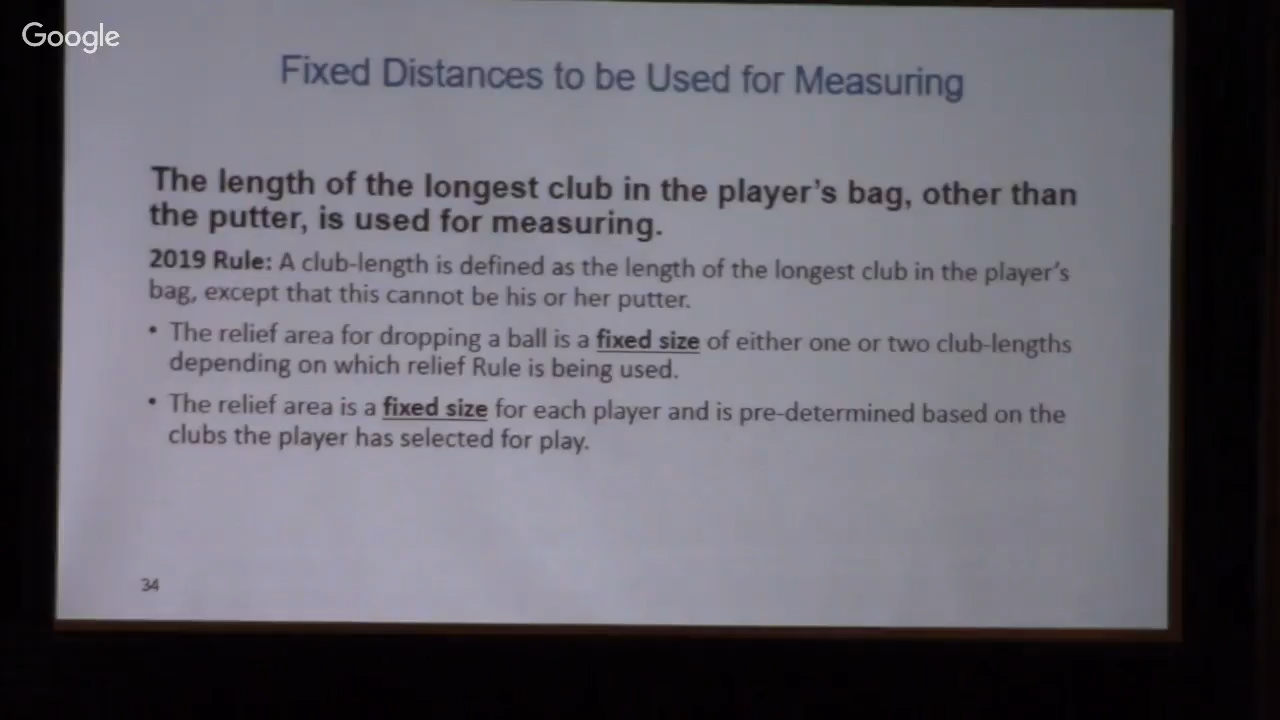 Google
Fixed Distances to be Used for Measuring
The length of the longest club in the player's bag, other than
the putter, is used for measuring.
2019 Rule: A club-length is defined as the length of the longest club in the player's
bag, except that this cannot be his or her putter.
• The relief area for dropping a ball is a fixed size of either one or two club-lengths
depending on which relief Rule is being used.
• The relief area is a fixed size for each player and is pre-determined based on the
clubs the player has selected for play.
34